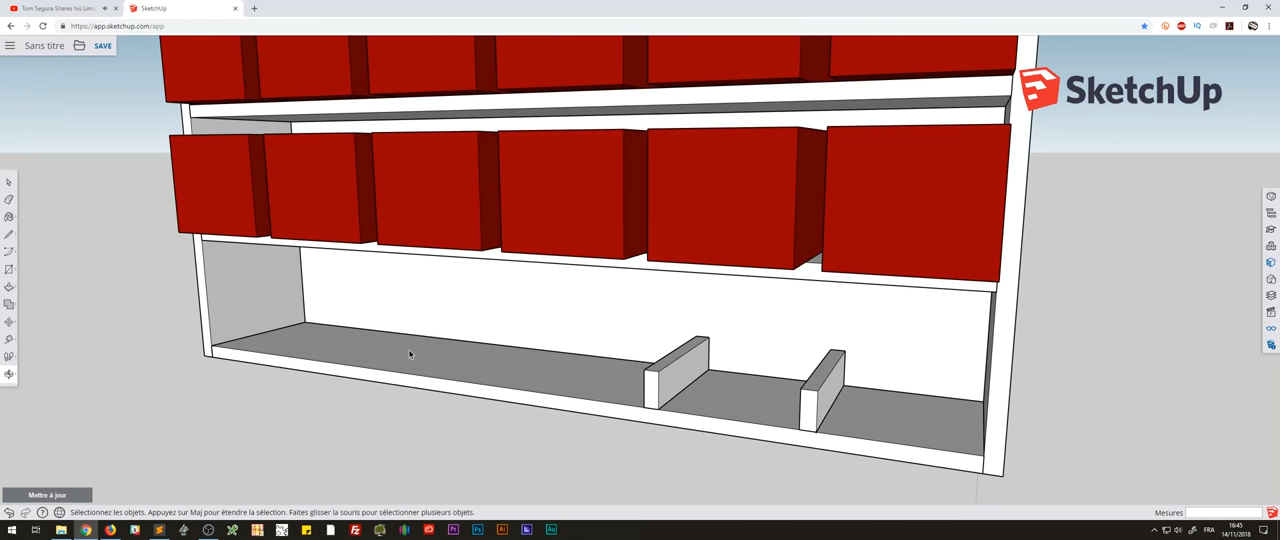 Tom Segura Shares his Lim
SketchUp
https://app.sketchup.com/app
Sans titre
SAVE
SketchUp
Mettre à jour
Sélectionnez les objets. Appuyez sur Maj pour étendre la sélection. Faites glisser la souris pour sélectionner plusieurs objets.
Mesures
FRA
16:45
14/11/2018